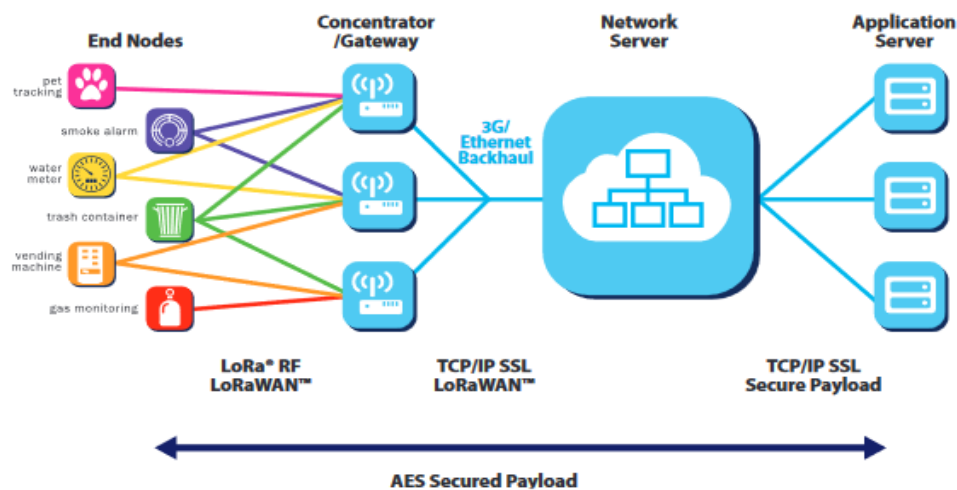 End Nodes
Concentrator
/Gateway
Network
Server
Application
Server
pet
tracking
smoke alarm
water
meter
trash container
vending
machine
gas monitoring
3G/
Ethernet
Backhaul
LoRa® RF
LoRaWAN™
TCP/IP SSL
LoRaWAN™
TCP/IP SSL
Secure Payload
AES Secured Payload